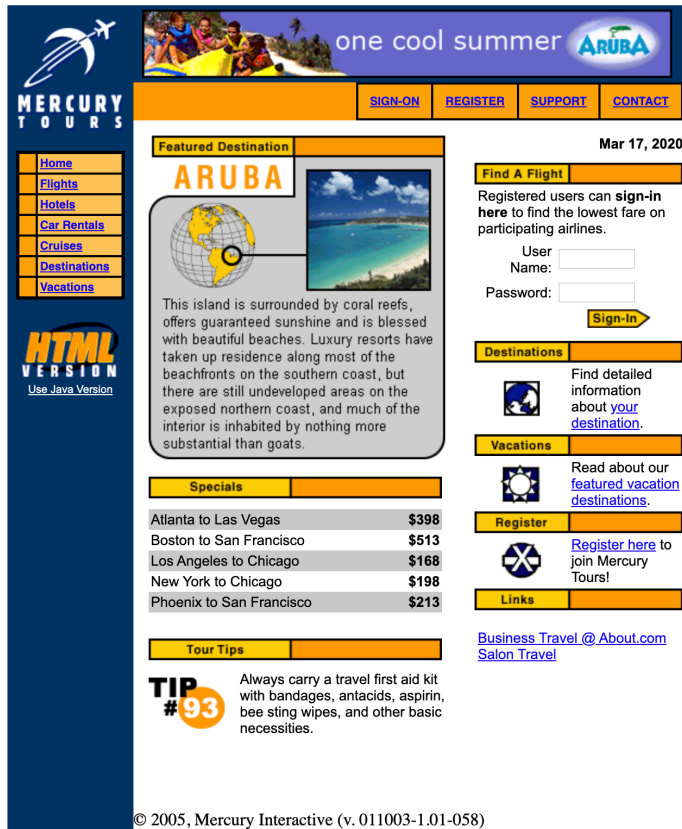 one cool summer ARUBA
MERCURY
TOURS
SIGN-ON REGISTER SUPPORT CONTACT
Home
Flights
Hotels
Car Rentals
Cruises
Destinations
Vacations
HTML
VERSION
Use Java Version
Featured Destination
ARUBA
This island is surrounded by coral reefs,
offers guaranteed sunshine and is blessed
with beautiful beaches. Luxury resorts have
taken up residence along most of the
beachfronts on the southern coast, but
there are still undeveloped areas on the
exposed northern coast, and much of the
interior is inhabited by nothing more
substantial than goats.
Specials
Atlanta to Las Vegas $398
Boston to San Francisco $513
Los Angeles to Chicago $168
New York to Chicago $198
Phoenix to San Francisco $213
Tour Tips
TIP
#93
Always carry a travel first aid kit
with bandages, antacids, aspirin,
bee sting wipes, and other basic
necessities.
Mar 17, 2020
Find A Flight
Registered users can sign-in
here to find the lowest fare on
participating airlines.
User
Name:
Password:
Sign-In
Destinations
Find detailed
information
about your
destination.
Vacations
Read about our
featured vacation
destinations.
Register
Register here to
join Mercury
Tours!
Links
Business Travel @ About.com
Salon Travel
© 2005, Mercury Interactive (v. 011003-1.01-058)